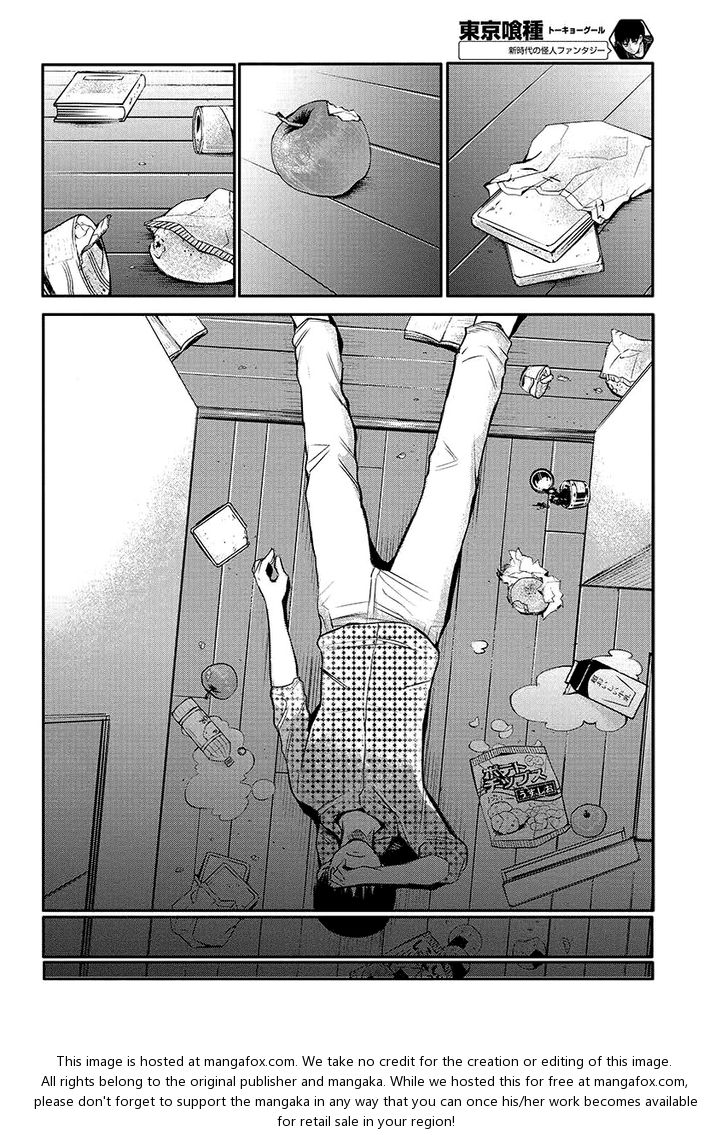 東京喰種 トーキョーグール
新時代の怪人ファンタジー
ポテト
チップス
うすしお
This image is hosted at mangafox.com. We take no credit for the creation or editing of this image.
All rights belong to the original publisher and mangaka. While we hosted this for free at mangafox.com,
please don't forget to support the mangaka in any way that you can once his/her work becomes available
for retail sale in your region!